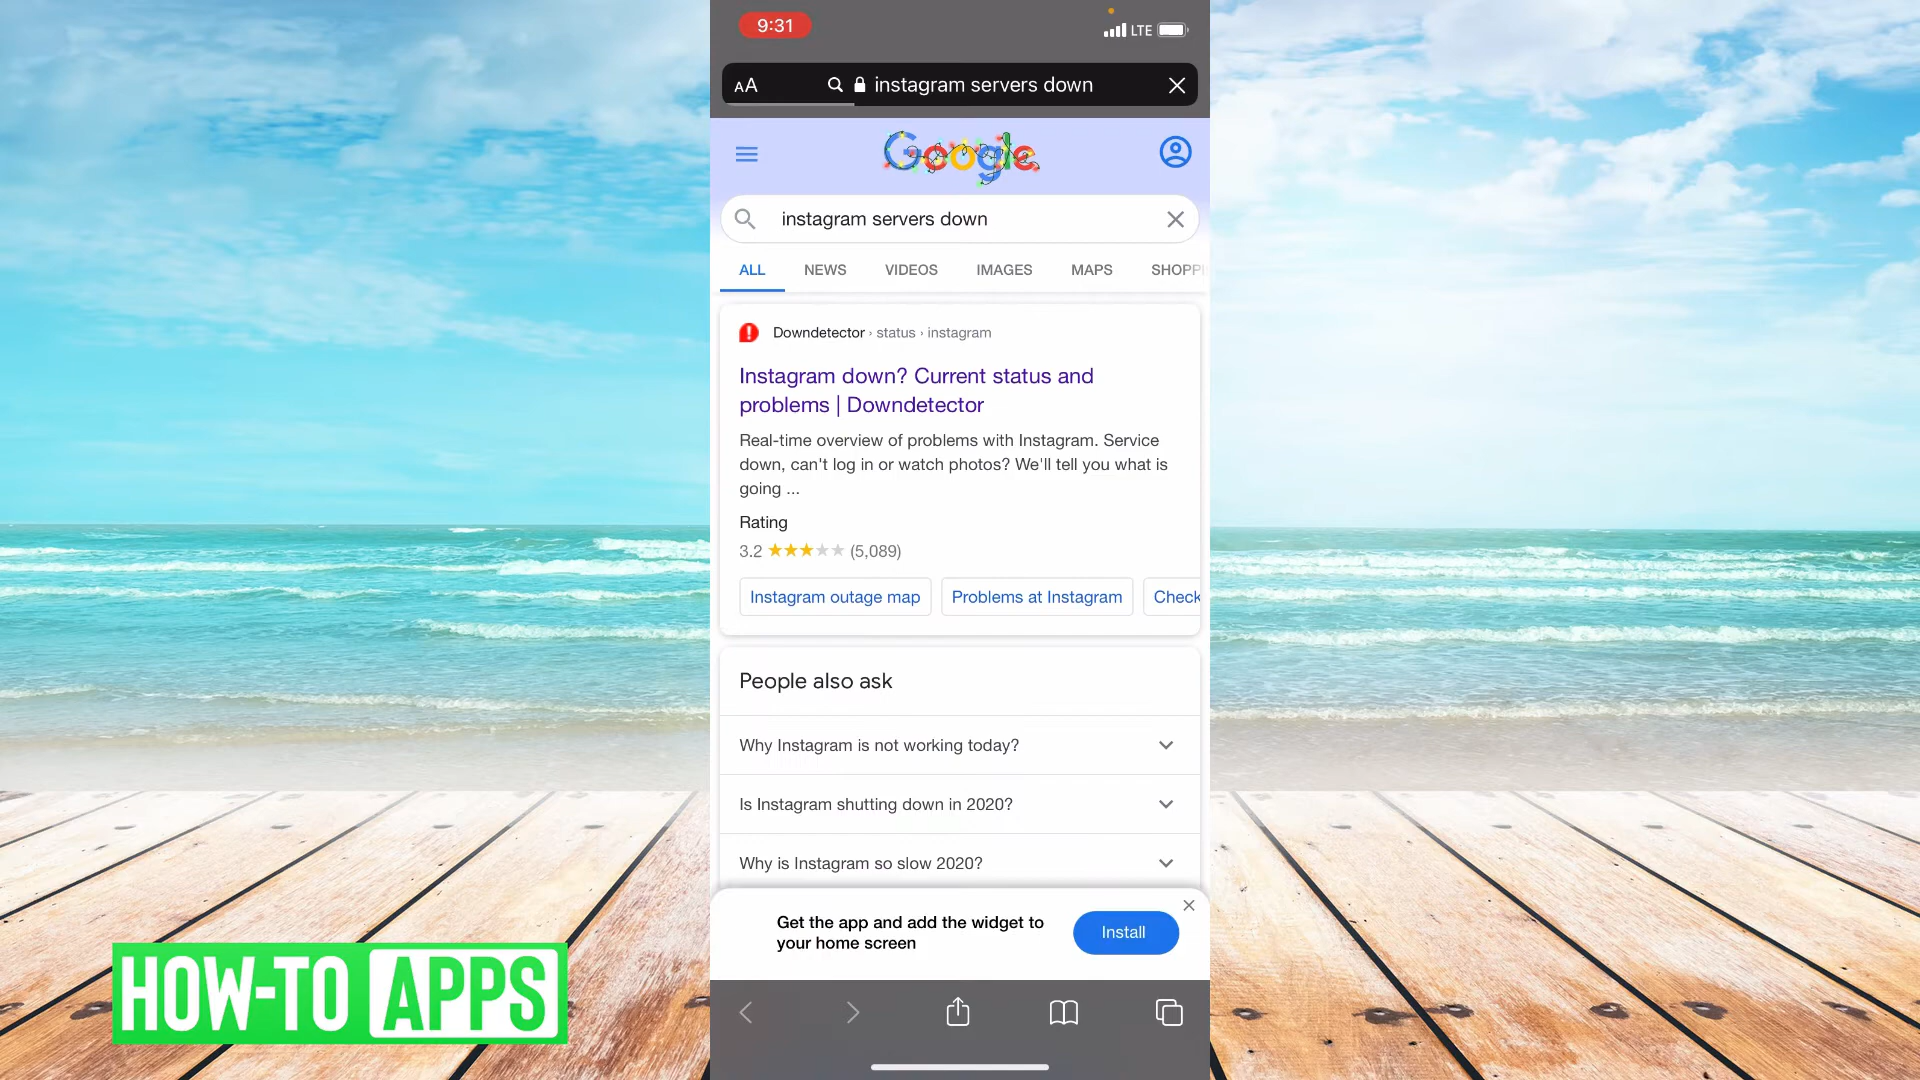 9:31
LTE
AA instagram servers down
Google
instagram servers down
ALL NEWS VIDEOS IMAGES MAPS SHOPPI
Downdetector › status › instagram
Instagram down? Current status and
problems | Downdetector
Real-time overview of problems with Instagram. Service
down, can't log in or watch photos? We'll tell you what is
going ...
Rating
3.2 (5,089)
Instagram outage map Problems at Instagram Check
People also ask
Why Instagram is not working today?
Is Instagram shutting down in 2020?
Why is Instagram so slow 2020?
Get the app and add the widget to
your home screen
Install
HOW-TO APPS